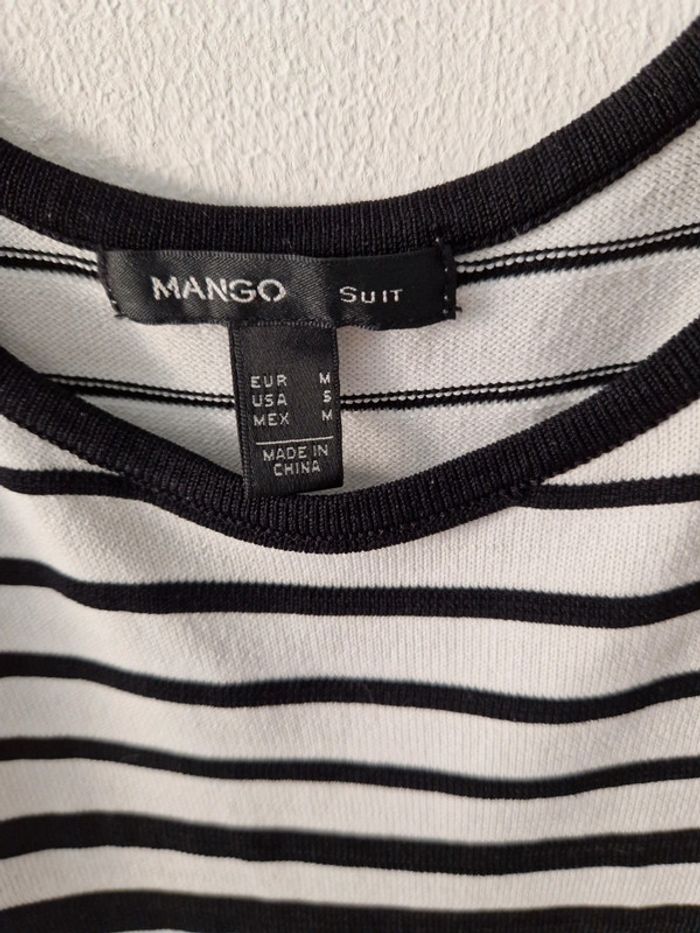 MANGO SUIT
EUR M
USA S
MEX M
MADE IN
CHINA